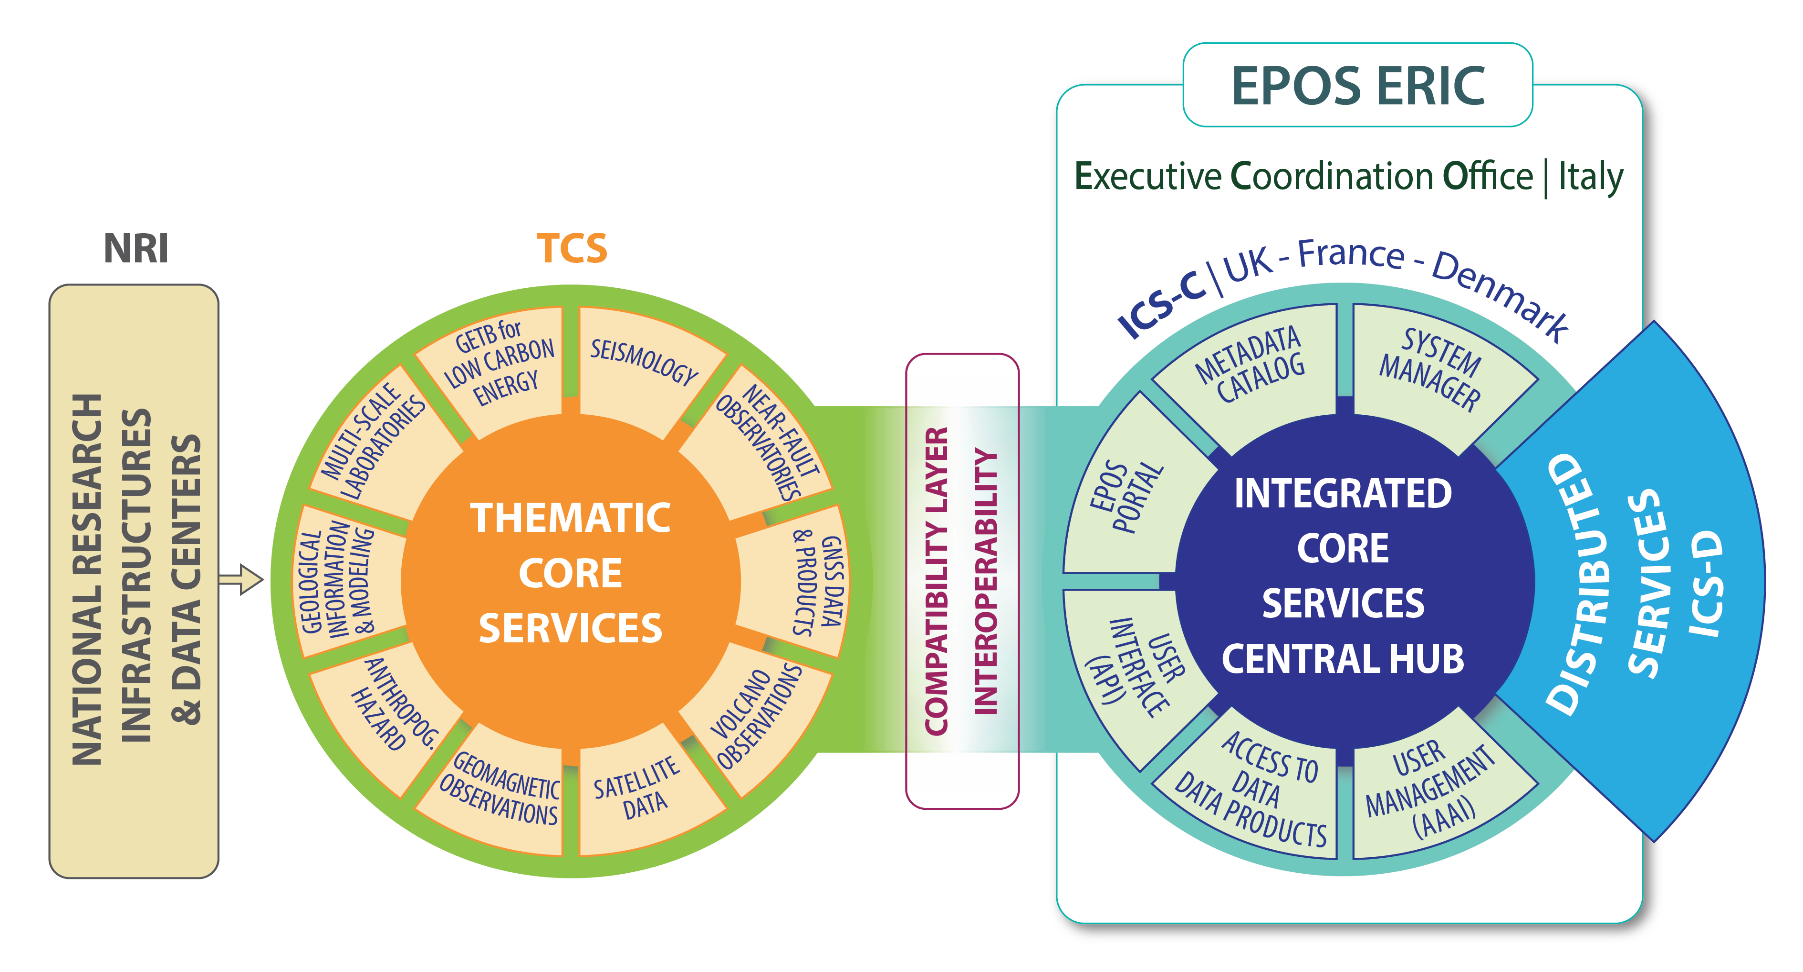 EPOS ERIC
Executive Coordination Office | Italy
NRI
NATIONAL RESEARCH
INFRASTRUCTURES
& DATA CENTERS
TCS
THEMATIC
CORE
SERVICES
SEISMOLOGY
NEAR-FAULT
OBSERVATORIES
GNSS DATA
& PRODUCTS
VOLCANO
OBSERVATIONS
SATELLITE
DATA
GEOMAGNETIC
OBSERVATIONS
ANTHROPOG.
HAZARD
GEOLOGICAL
INFORMATION
& MODELING
MULTI-SCALE
LABORATORIES
GETB for
LOW CARBON
ENERGY
COMPATIBILITY LAYER
INTEROPERABILITY
ICS-C | UK - France - Denmark
INTEGRATED
CORE
SERVICES
CENTRAL HUB
METADATA
CATALOG
SYSTEM
MANAGER
EPOS
PORTAL
USER
INTERFACE
(API)
ACCESS TO
DATA
DATA PRODUCTS
USER
MANAGEMENT
(AAAI)
DISTRIBUTED
SERVICES
ICS-D